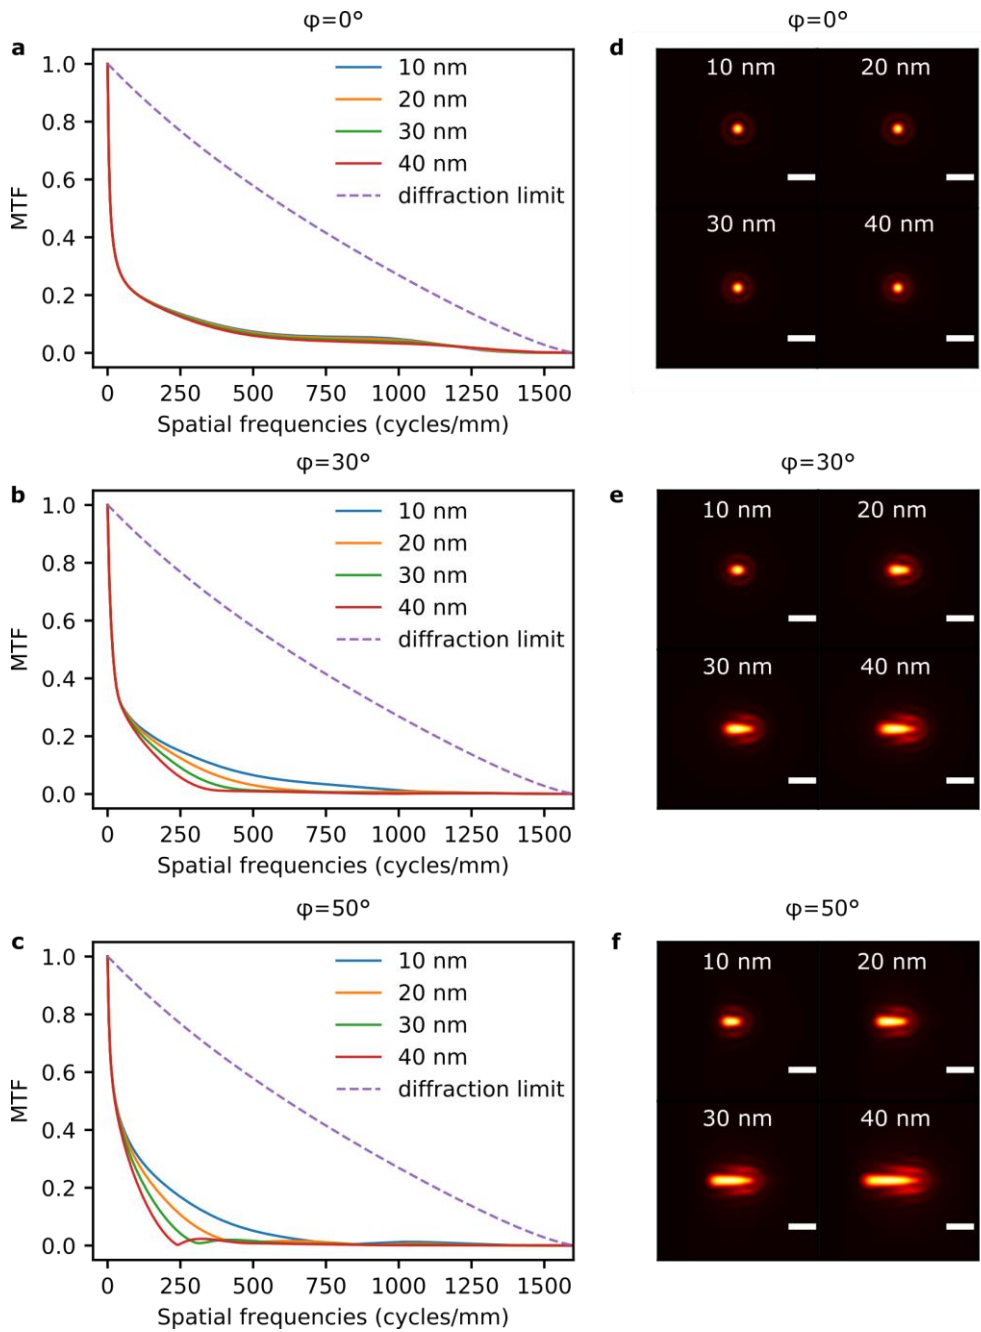 φ=0°
a
1.0
0.8
0.6
0.4
0.2
0.0
MTF
10 nm
20 nm
30 nm
40 nm
diffraction limit
0 250 500 750 1000 1250 1500
Spatial frequencies (cycles/mm)
φ=0°
d
10 nm 20 nm
30 nm 40 nm
φ=30°
b
1.0
0.8
0.6
0.4
0.2
0.0
MTF
10 nm
20 nm
30 nm
40 nm
diffraction limit
0 250 500 750 1000 1250 1500
Spatial frequencies (cycles/mm)
φ=30°
e
10 nm 20 nm
30 nm 40 nm
φ=50°
c
1.0
0.8
0.6
0.4
0.2
0.0
MTF
10 nm
20 nm
30 nm
40 nm
diffraction limit
0 250 500 750 1000 1250 1500
Spatial frequencies (cycles/mm)
φ=50°
f
10 nm 20 nm
30 nm 40 nm